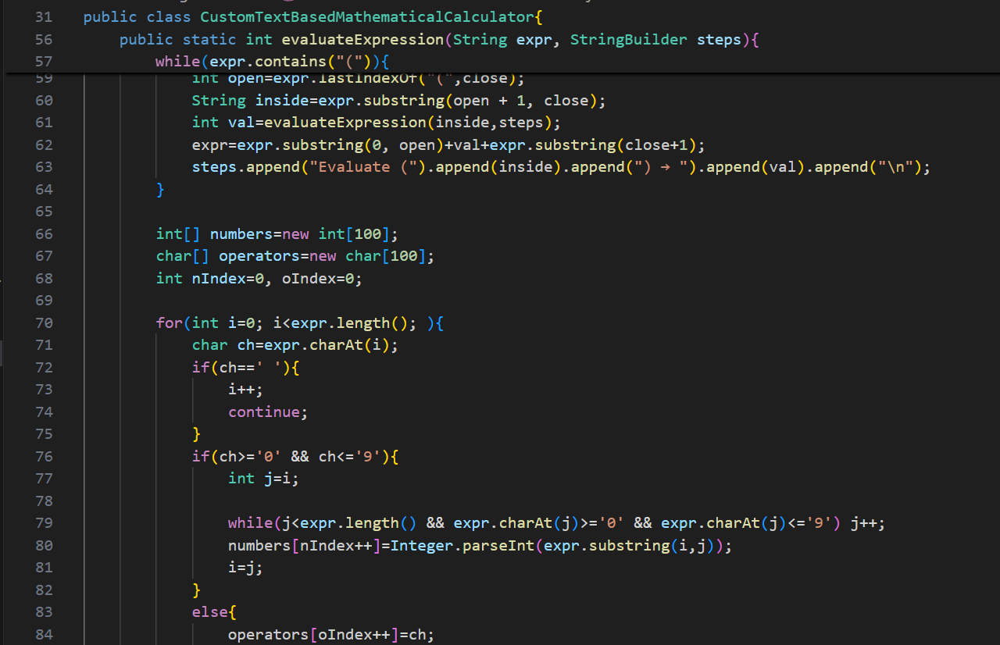 31 public class CustomTextBasedMathematicalCalculator{
56 public static int evaluateExpression(String expr, StringBuilder steps){
57 while(expr.contains("(")){
59 int open=expr.lastIndexOf("(",close);
60 String inside=expr.substring(open + 1, close);
61 int val=evaluateExpression(inside,steps);
62 expr=expr.substring(0, open)+val+expr.substring(close+1);
63 steps.append("Evaluate (").append(inside).append(") → ").append(val).append("\n");
64 }
65
66 int[] numbers=new int[100];
67 char[] operators=new char[100];
68 int nIndex=0, oIndex=0;
69
70 for(int i=0; i<expr.length(); ){
71 char ch=expr.charAt(i);
72 if(ch==' '){
73 i++;
74 continue;
75 }
76 if(ch>='0' && ch<='9'){
77 int j=i;
78
79 while(j<expr.length() && expr.charAt(j)>='0' && expr.charAt(j)<='9') j++;
80 numbers[nIndex++]=Integer.parseInt(expr.substring(i,j));
81 i=j;
82 }
83 else{
84 operators[oIndex++]=ch;